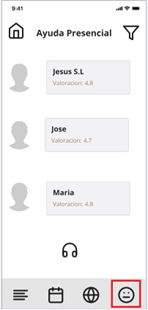 9:41
Ayuda Presencial
Jesus S.L
Valoracion: 4.8
Jose
Valoracion: 4.7
Maria
Valoracion: 4.8